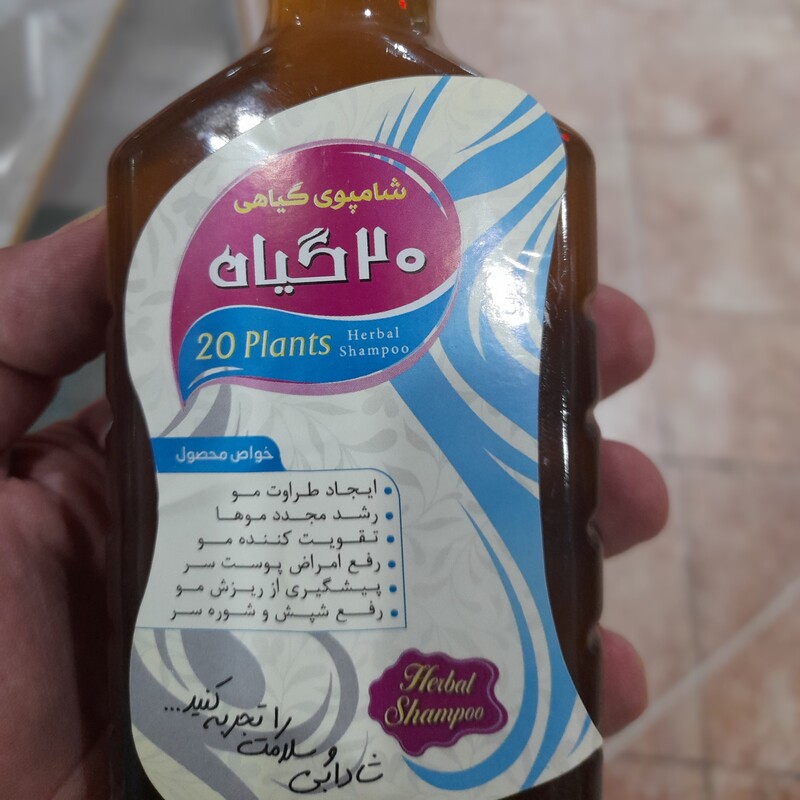 شامپوی گیاهی
۲۰ گیاه
20 Plants Herbal Shampoo
خواص محصول
ایجاد طراوت مو
رشد مجدد موها
تقویت کننده مو
رفع امراض پوست سر
پیشگیری از ریزش مو
رفع شپش و شوره سر
Herbal
Shampoo
شادابی و سلامت را تجربه کنید...